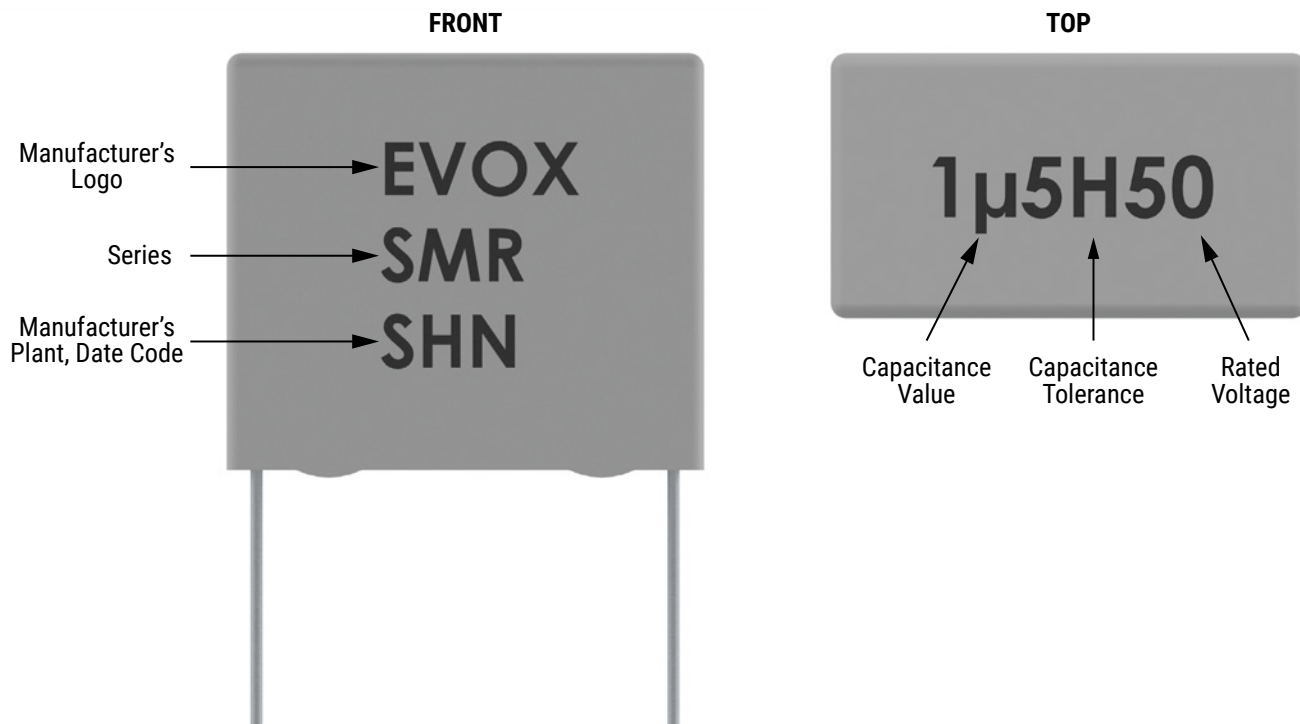 FRONT
Manufacturer's
Logo
EVOX
Series
SMR
Manufacturer's
Plant, Date Code
SHN
TOP
1µ5H50
Capacitance
Value
Capacitance
Tolerance
Rated
Voltage